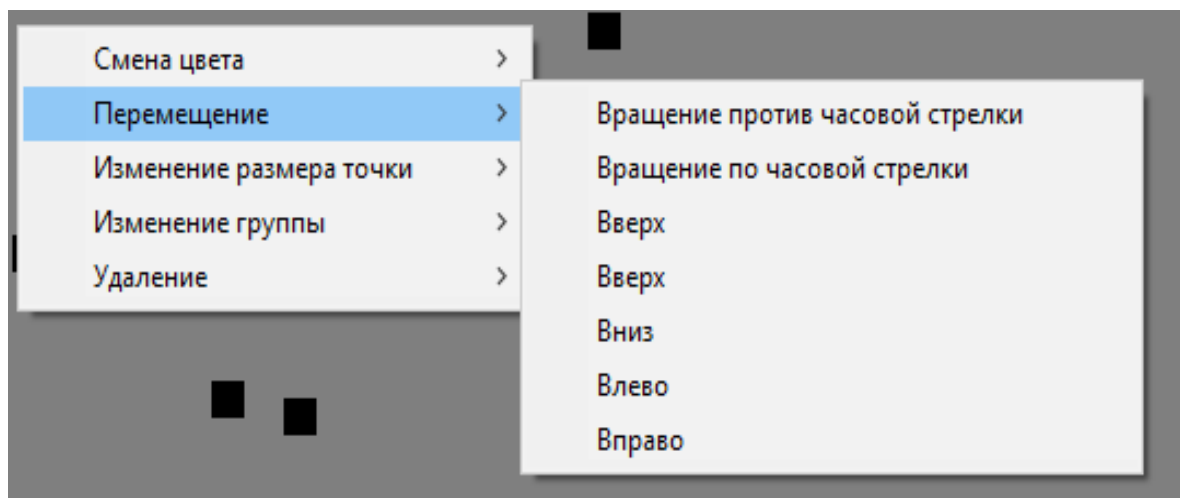 Смена цвета
Перемещение
Изменение размера точки
Изменение группы
Удаление
Вращение против часовой стрелки
Вращение по часовой стрелки
Вверх
Вверх
Вниз
Влево
Вправо